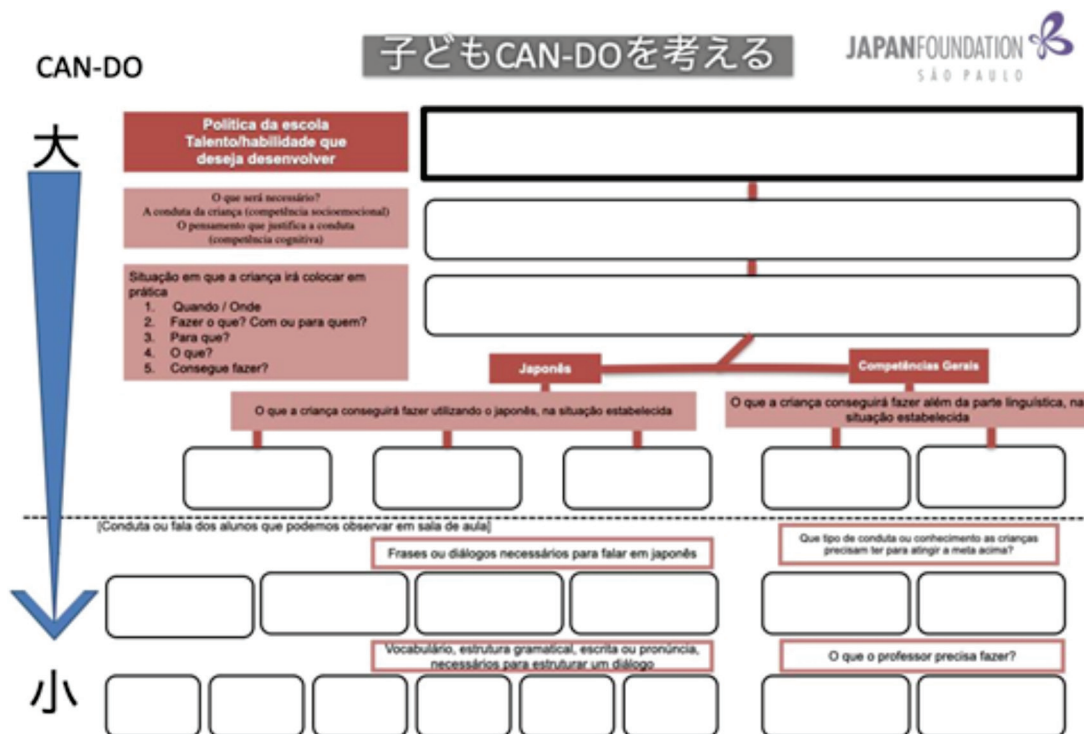 CAN-DO
子どもCAN-DOを考える
JAPANFOUNDATION
SÃO PAULO
大
Política da escola
Talento/habilidade que
deseja desenvolver
O que será necessário?
A conduta da criança (competência socioemocional)
O pensamento que justifica a conduta
(competência cognitiva)
Situação em que a criança irá colocar em
prática
1. Quando / Onde
2. Fazer o que? Com ou para quem?
3. Para que?
4. O que?
5. Consegue fazer?
Japonês
Competências Gerais
O que a criança conseguirá fazer utilizando o japonês, na situação estabelecida
O que a criança conseguirá fazer além da parte linguística, na
situação estabelecida
[Conduta ou fala dos alunos que podemos observar em sala de aula]
Frases ou diálogos necessários para falar em japonês
Que tipo de conduta ou conhecimento as crianças
precisam ter para atingir a meta acima?
Vocabulário, estrutura gramatical, escrita ou pronúncia,
necessários para estruturar um diálogo
O que o professor precisa fazer?
小